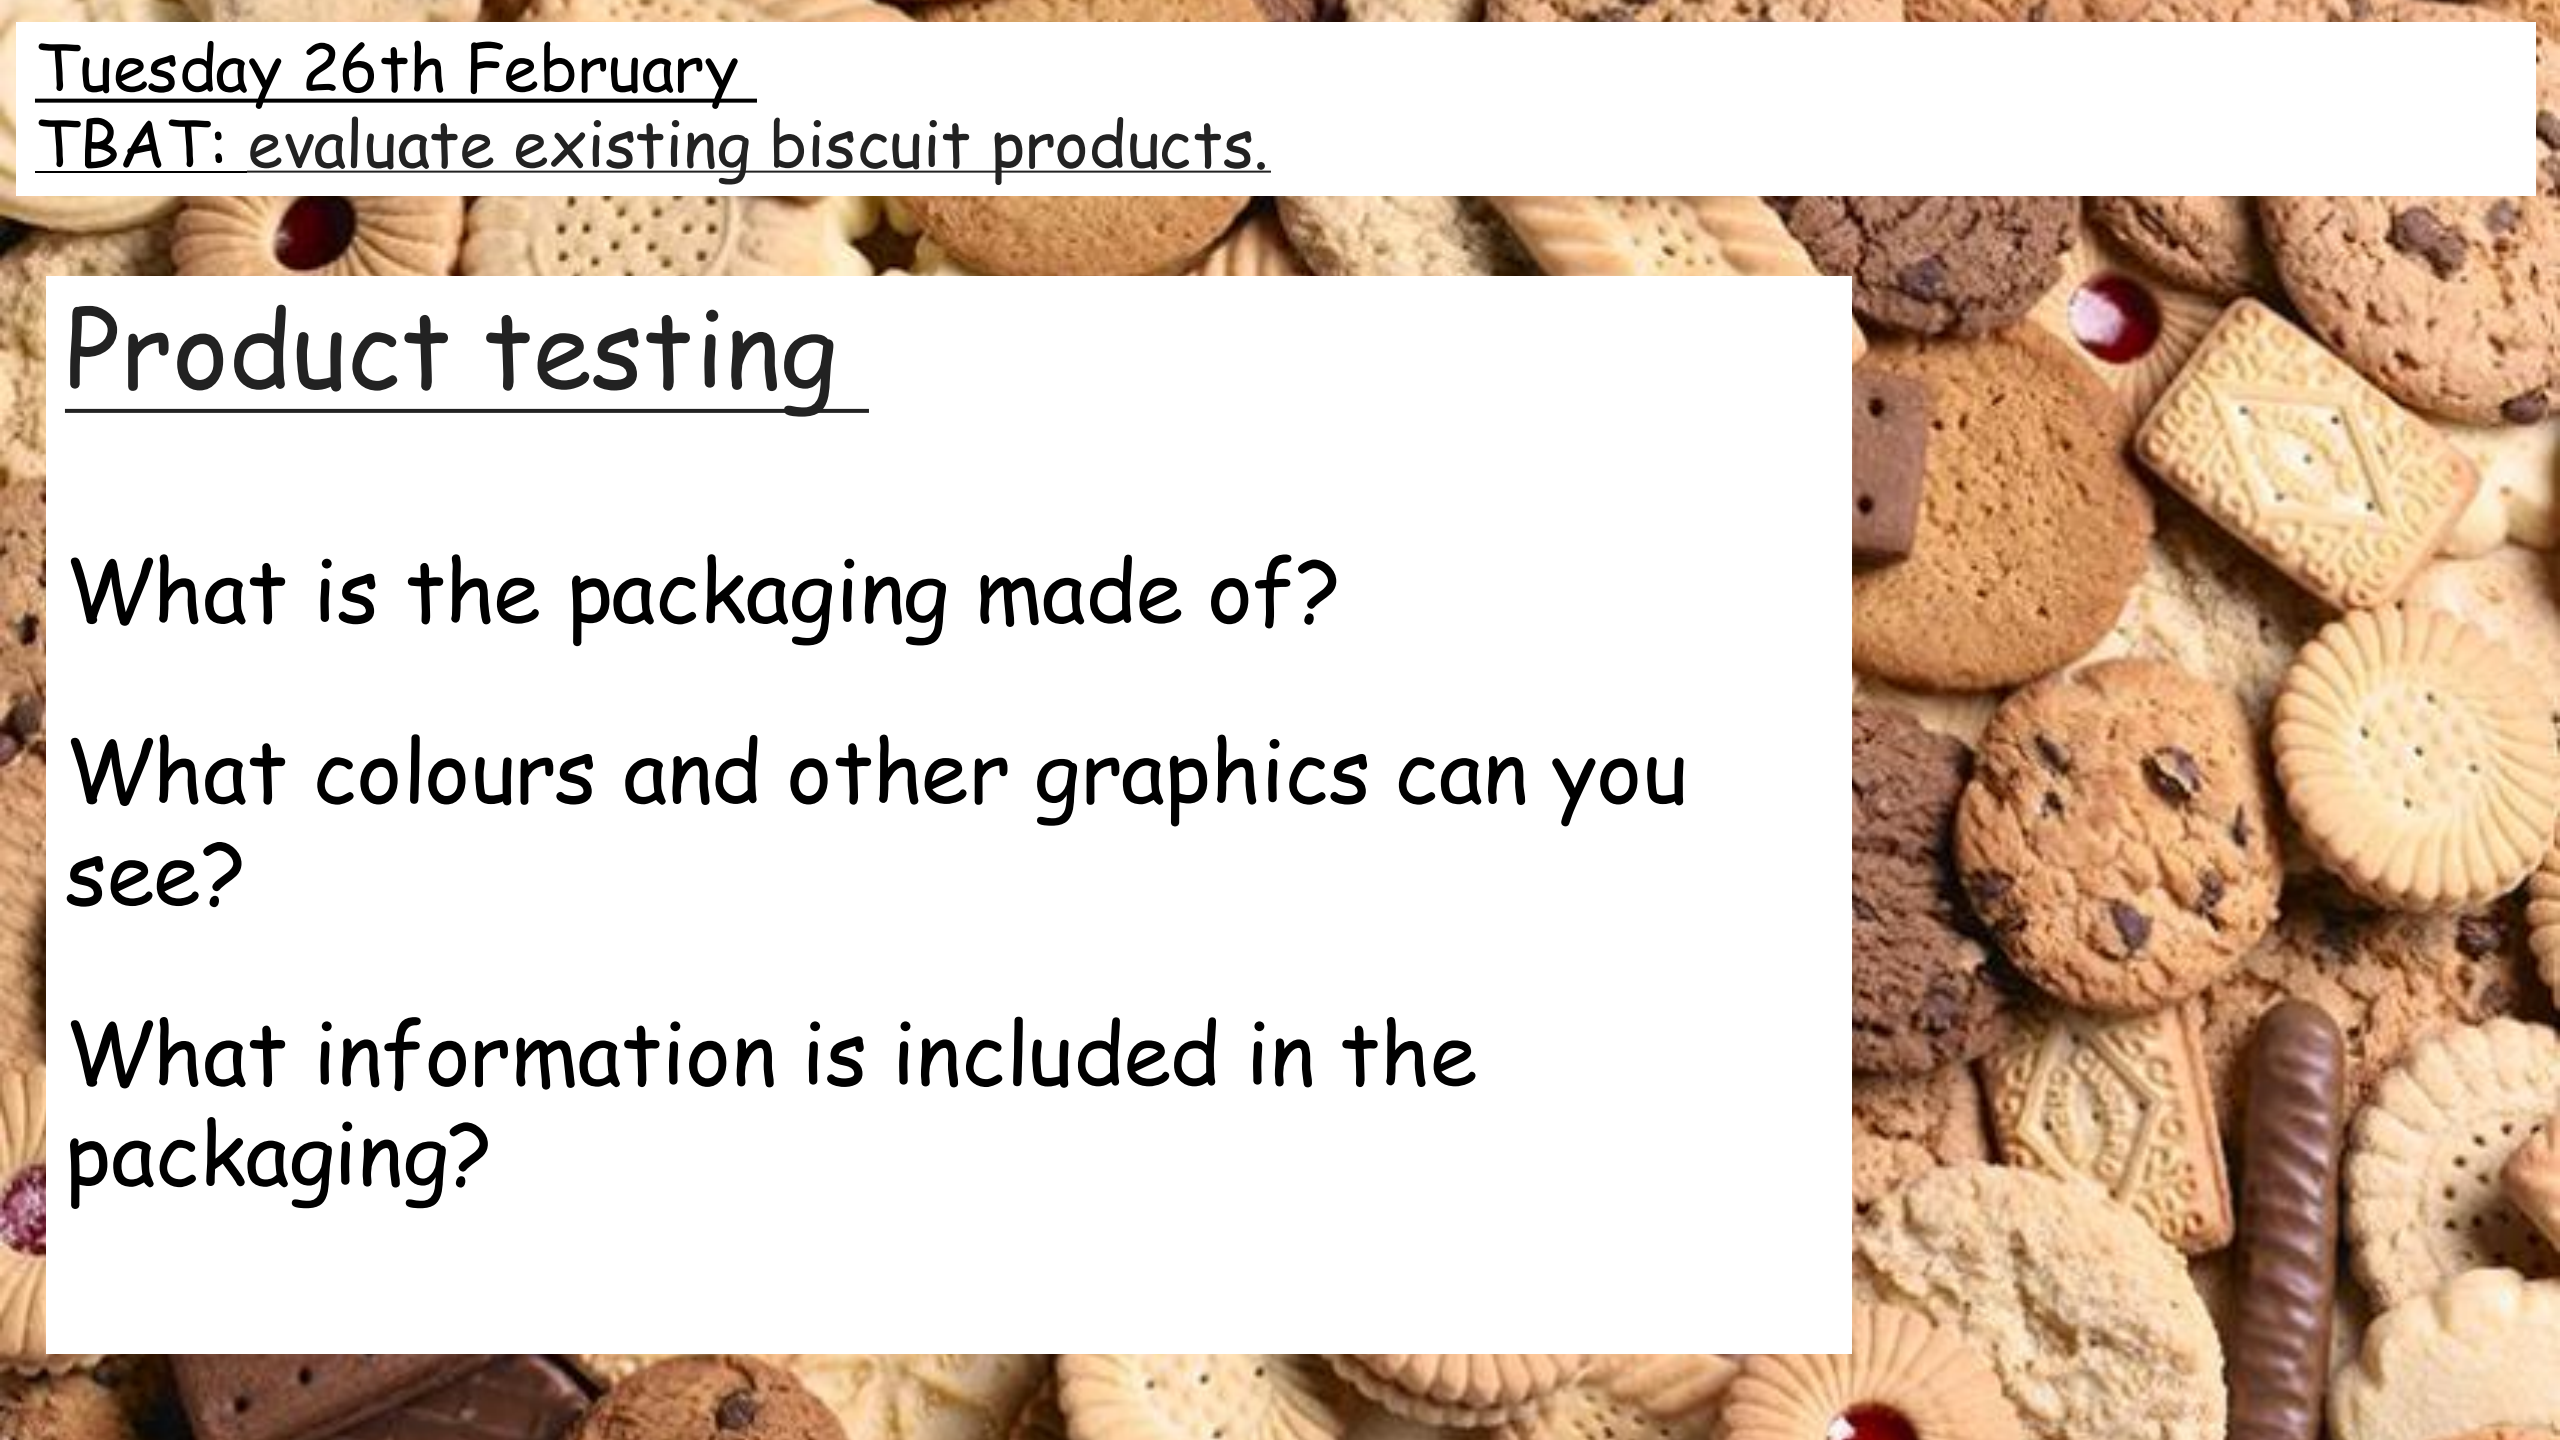 Tuesday 26th February
TBAT: evaluate existing biscuit products.
Product testing
What is the packaging made of?
What colours and other graphics can you
see?
What information is included in the
packaging?